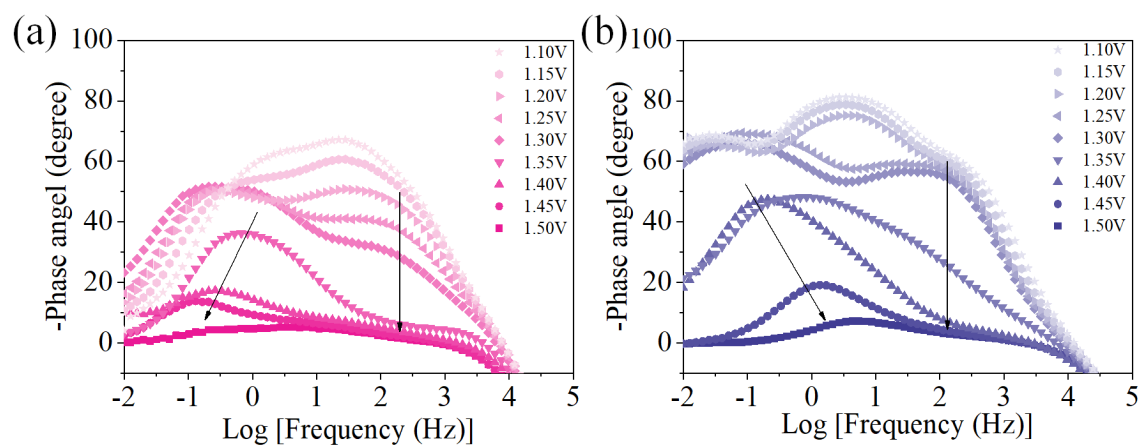 (a)
-Phase angel (degree)
100
80
60
40
20
0
-2 -1 0 1 2 3 4 5
Log [Frequency (Hz)]
1.10V
1.15V
1.20V
1.25V
1.30V
1.35V
1.40V
1.45V
1.50V
(b)
-Phase angle (degree)
100
80
60
40
20
0
-2 -1 0 1 2 3 4 5
Log [Frequency (Hz)]
1.10V
1.15V
1.20V
1.25V
1.30V
1.35V
1.40V
1.45V
1.50V